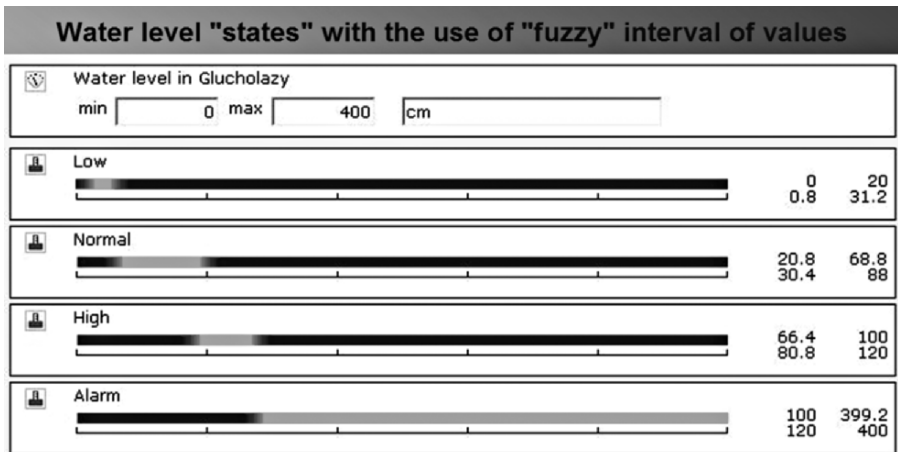 Water level "states" with the use of "fuzzy" interval of values
Water level in Glucholazy
min 0 max 400 cm
Low
0 20
0.8 31.2
Normal
20.8 68.8
30.4 88
High
66.4 100
80.8 120
Alarm
100 399.2
120 400